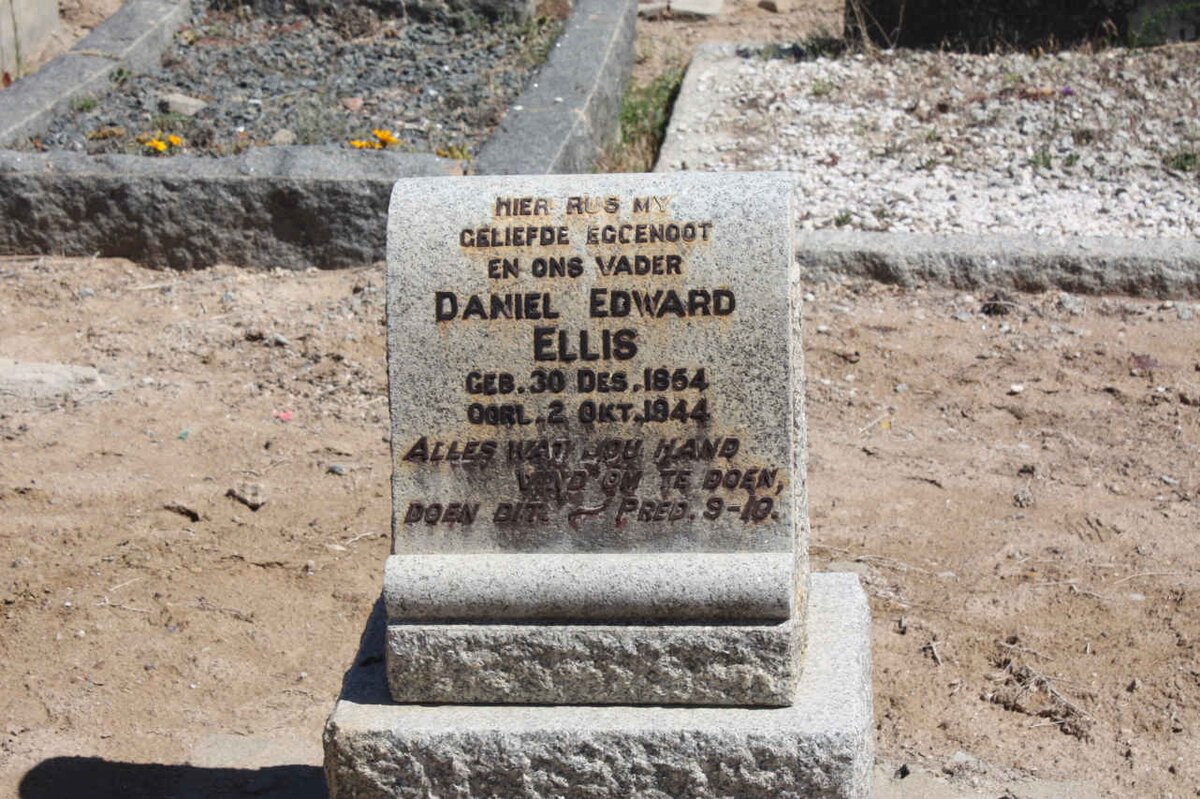 HIER RUS MY
GELIEFDE EGGENOOT
EN ONS VADER
DANIEL EDWARD
ELLIS
GEB. 30 DES. 1864
OORL. 2 OKT. 1944
ALLES WAT JOU HAND
VIND OM TE DOEN,
DOEN DIT. PRED. 9-10.